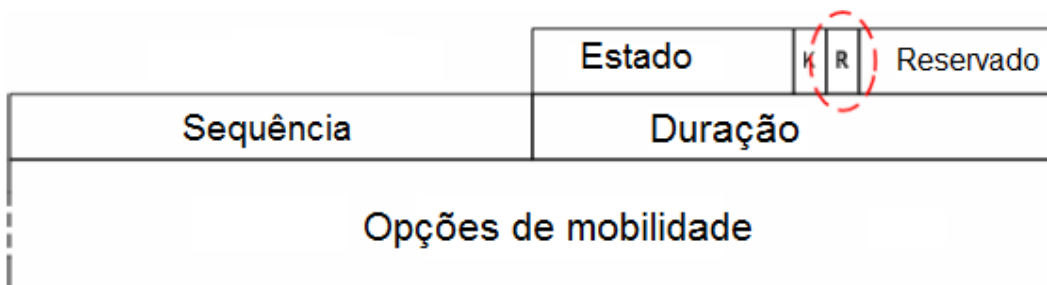 Estado K R Reservado
Sequência Duração
Opções de mobilidade